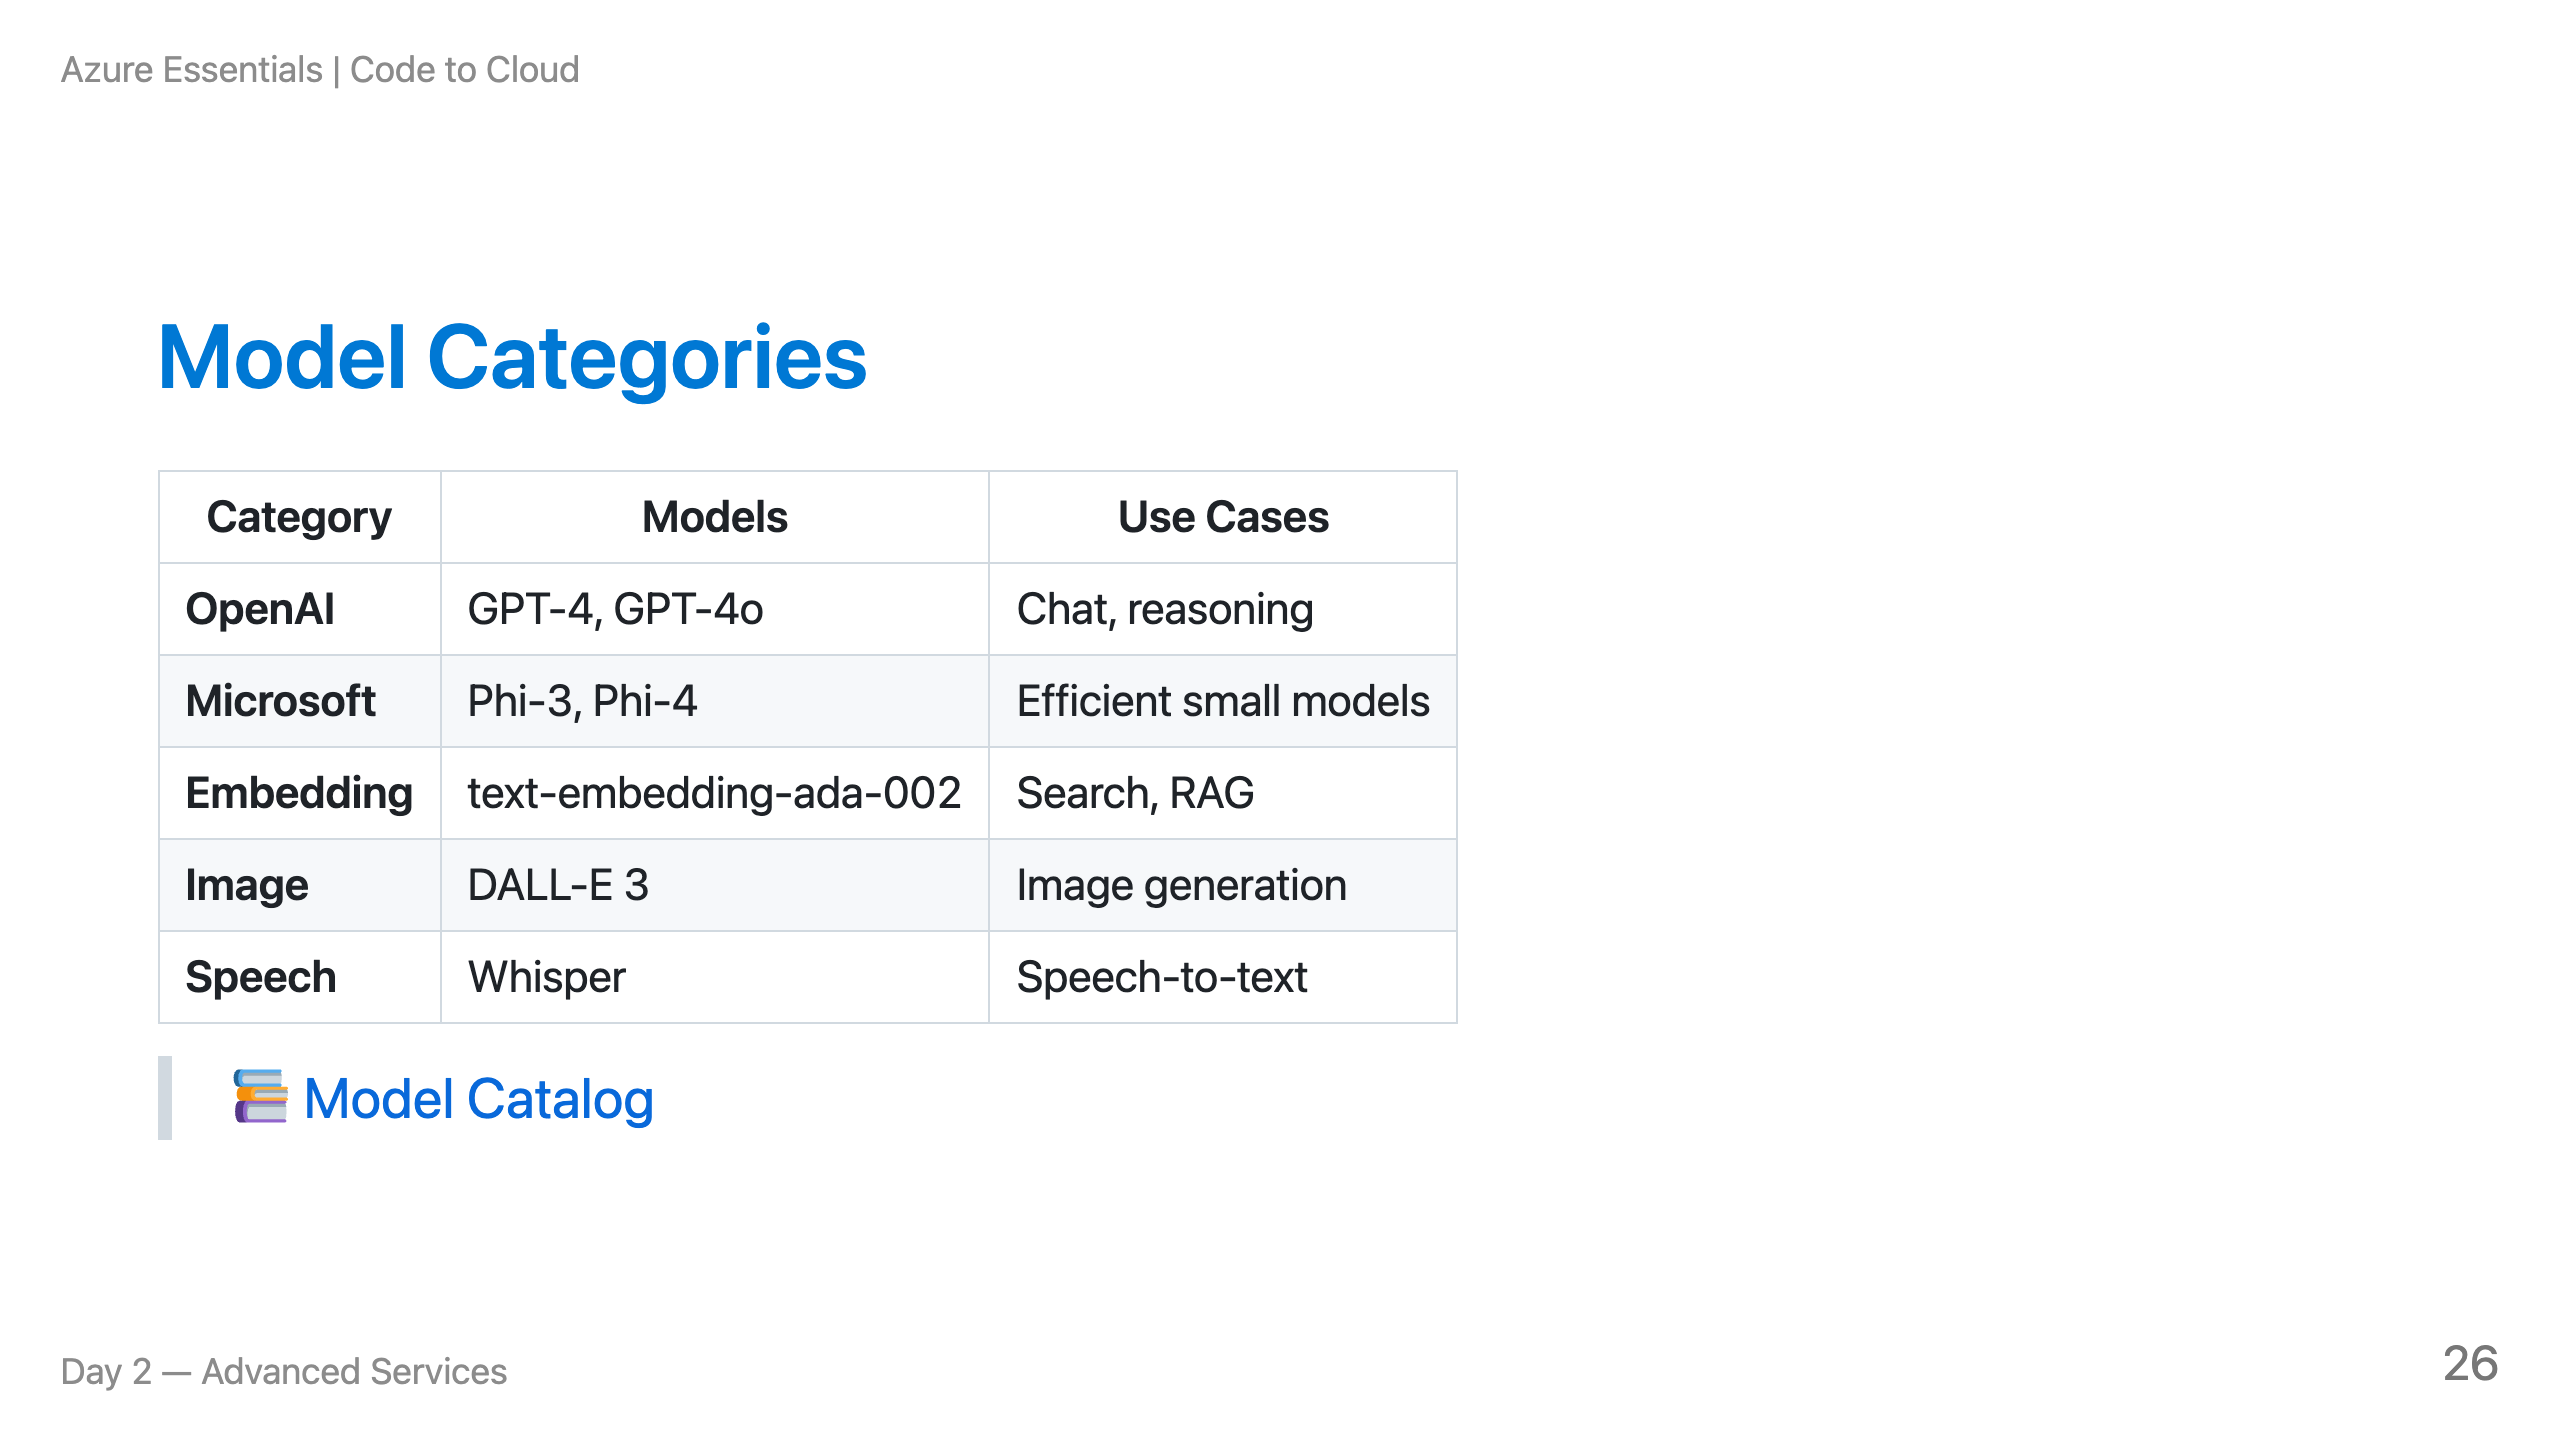 Azure Essentials | Code to Cloud
Model Categories
Category Models Use Cases
OpenAI GPT-4, GPT-4o Chat, reasoning
Microsoft Phi-3, Phi-4 Efficient small models
Embedding text-embedding-ada-002 Search, RAG
Image DALL-E 3 Image generation
Speech Whisper Speech-to-text
Model Catalog
Day 2 — Advanced Services
26